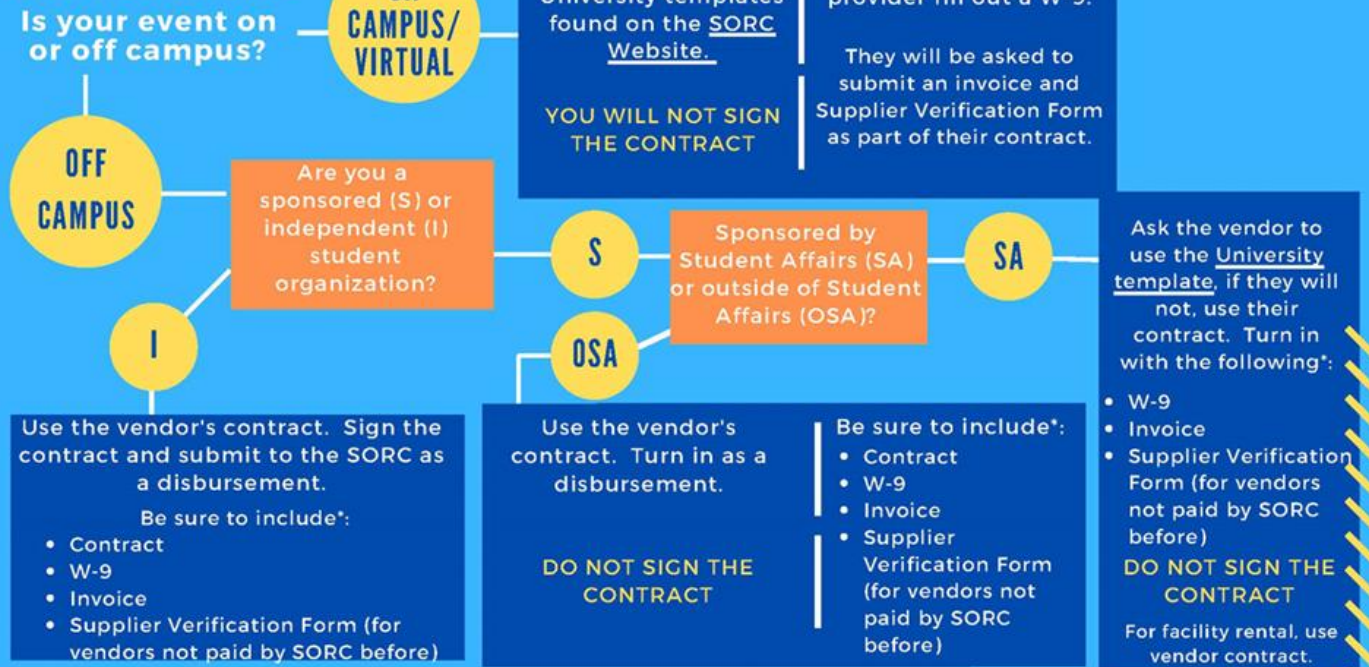 Is your event on
or off campus?
CAMPUS/
VIRTUAL
University templates
found on the SORC
Website.
YOU WILL NOT SIGN
THE CONTRACT
provider fill out a W-9.
They will be asked to
submit an invoice and
Supplier Verification Form
as part of their contract.
OFF
CAMPUS
Are you a
sponsored (S) or
independent (I)
student
organization?
S
Sponsored by
Student Affairs (SA)
or outside of Student
Affairs (OSA)?
SA
Ask the vendor to
use the University
template, if they will
not, use their
contract. Turn in
with the following*:
• W-9
• Invoice
• Supplier Verification
Form (for vendors
not paid by SORC
before)
DO NOT SIGN THE
CONTRACT
For facility rental, use
vendor contract.
I
OSA
Use the vendor's contract. Sign the
contract and submit to the SORC as
a disbursement.
Be sure to include*:
• Contract
• W-9
• Invoice
• Supplier Verification Form (for
vendors not paid by SORC before)
Use the vendor's
contract. Turn in as a
disbursement.
DO NOT SIGN THE
CONTRACT
Be sure to include*:
• Contract
• W-9
• Invoice
• Supplier
Verification Form
(for vendors not
paid by SORC
before)